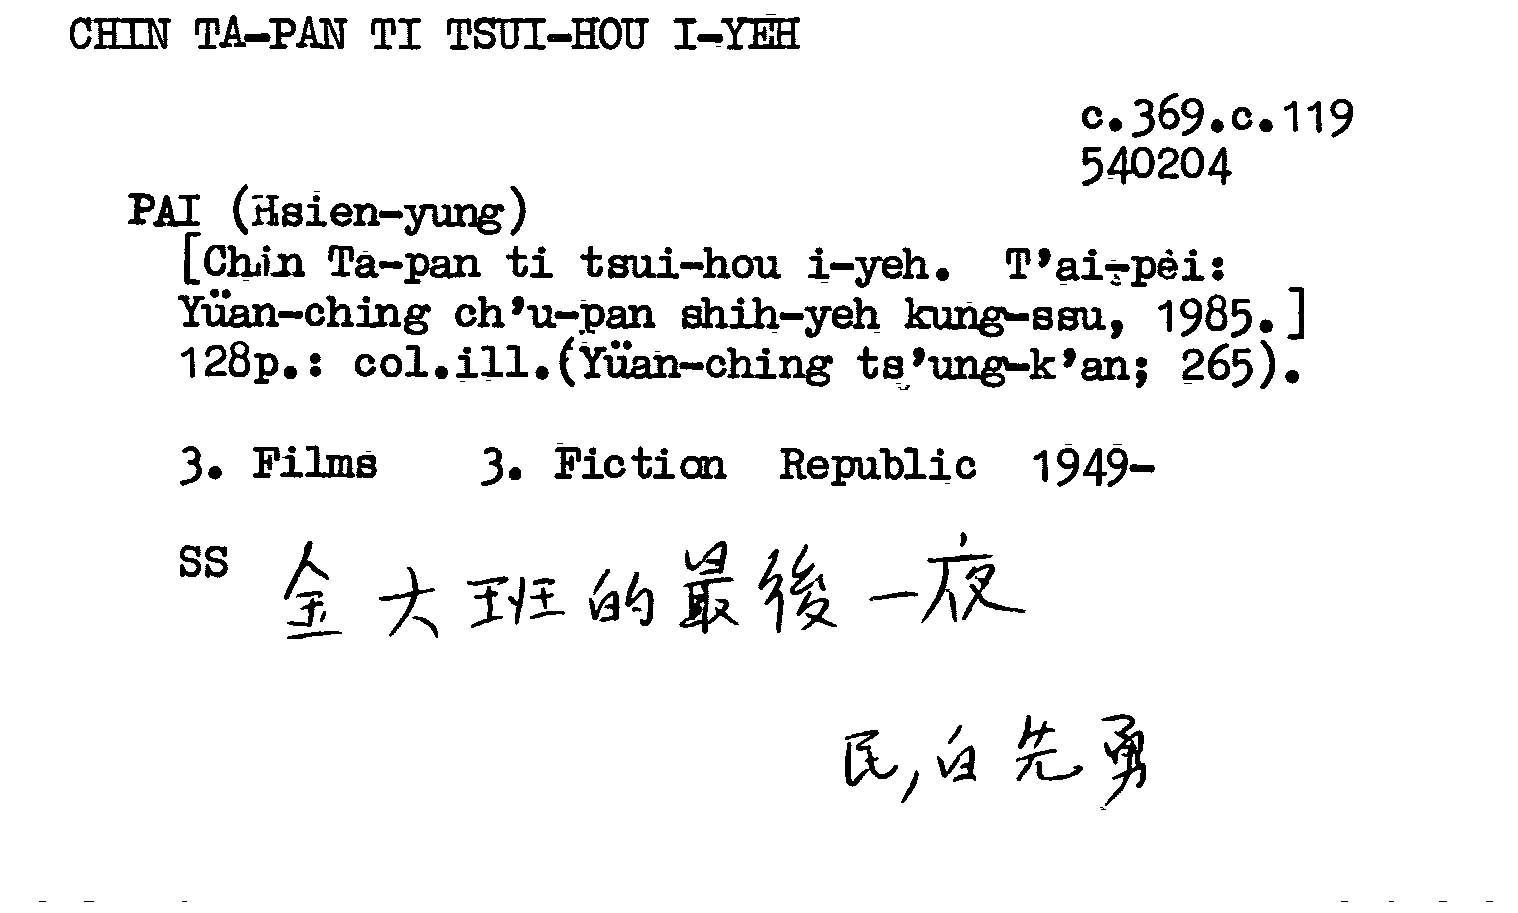 CHIN TA-PAN TI TSUI-HOU I-YEH
c.369.c.119
540204
PAI (Hsien-yung)
[Chin Ta-pan ti tsui-hou i-yeh. T'ai-pei:
Yüan-ching ch'u-pan shih-yeh kung-ssu, 1985.]
128p.: col.ill.(Yüan-ching ts'ung-k'an; 265).
3. Films 3. Fiction Republic 1949-
SS 金大班的最後一夜
民,白先勇